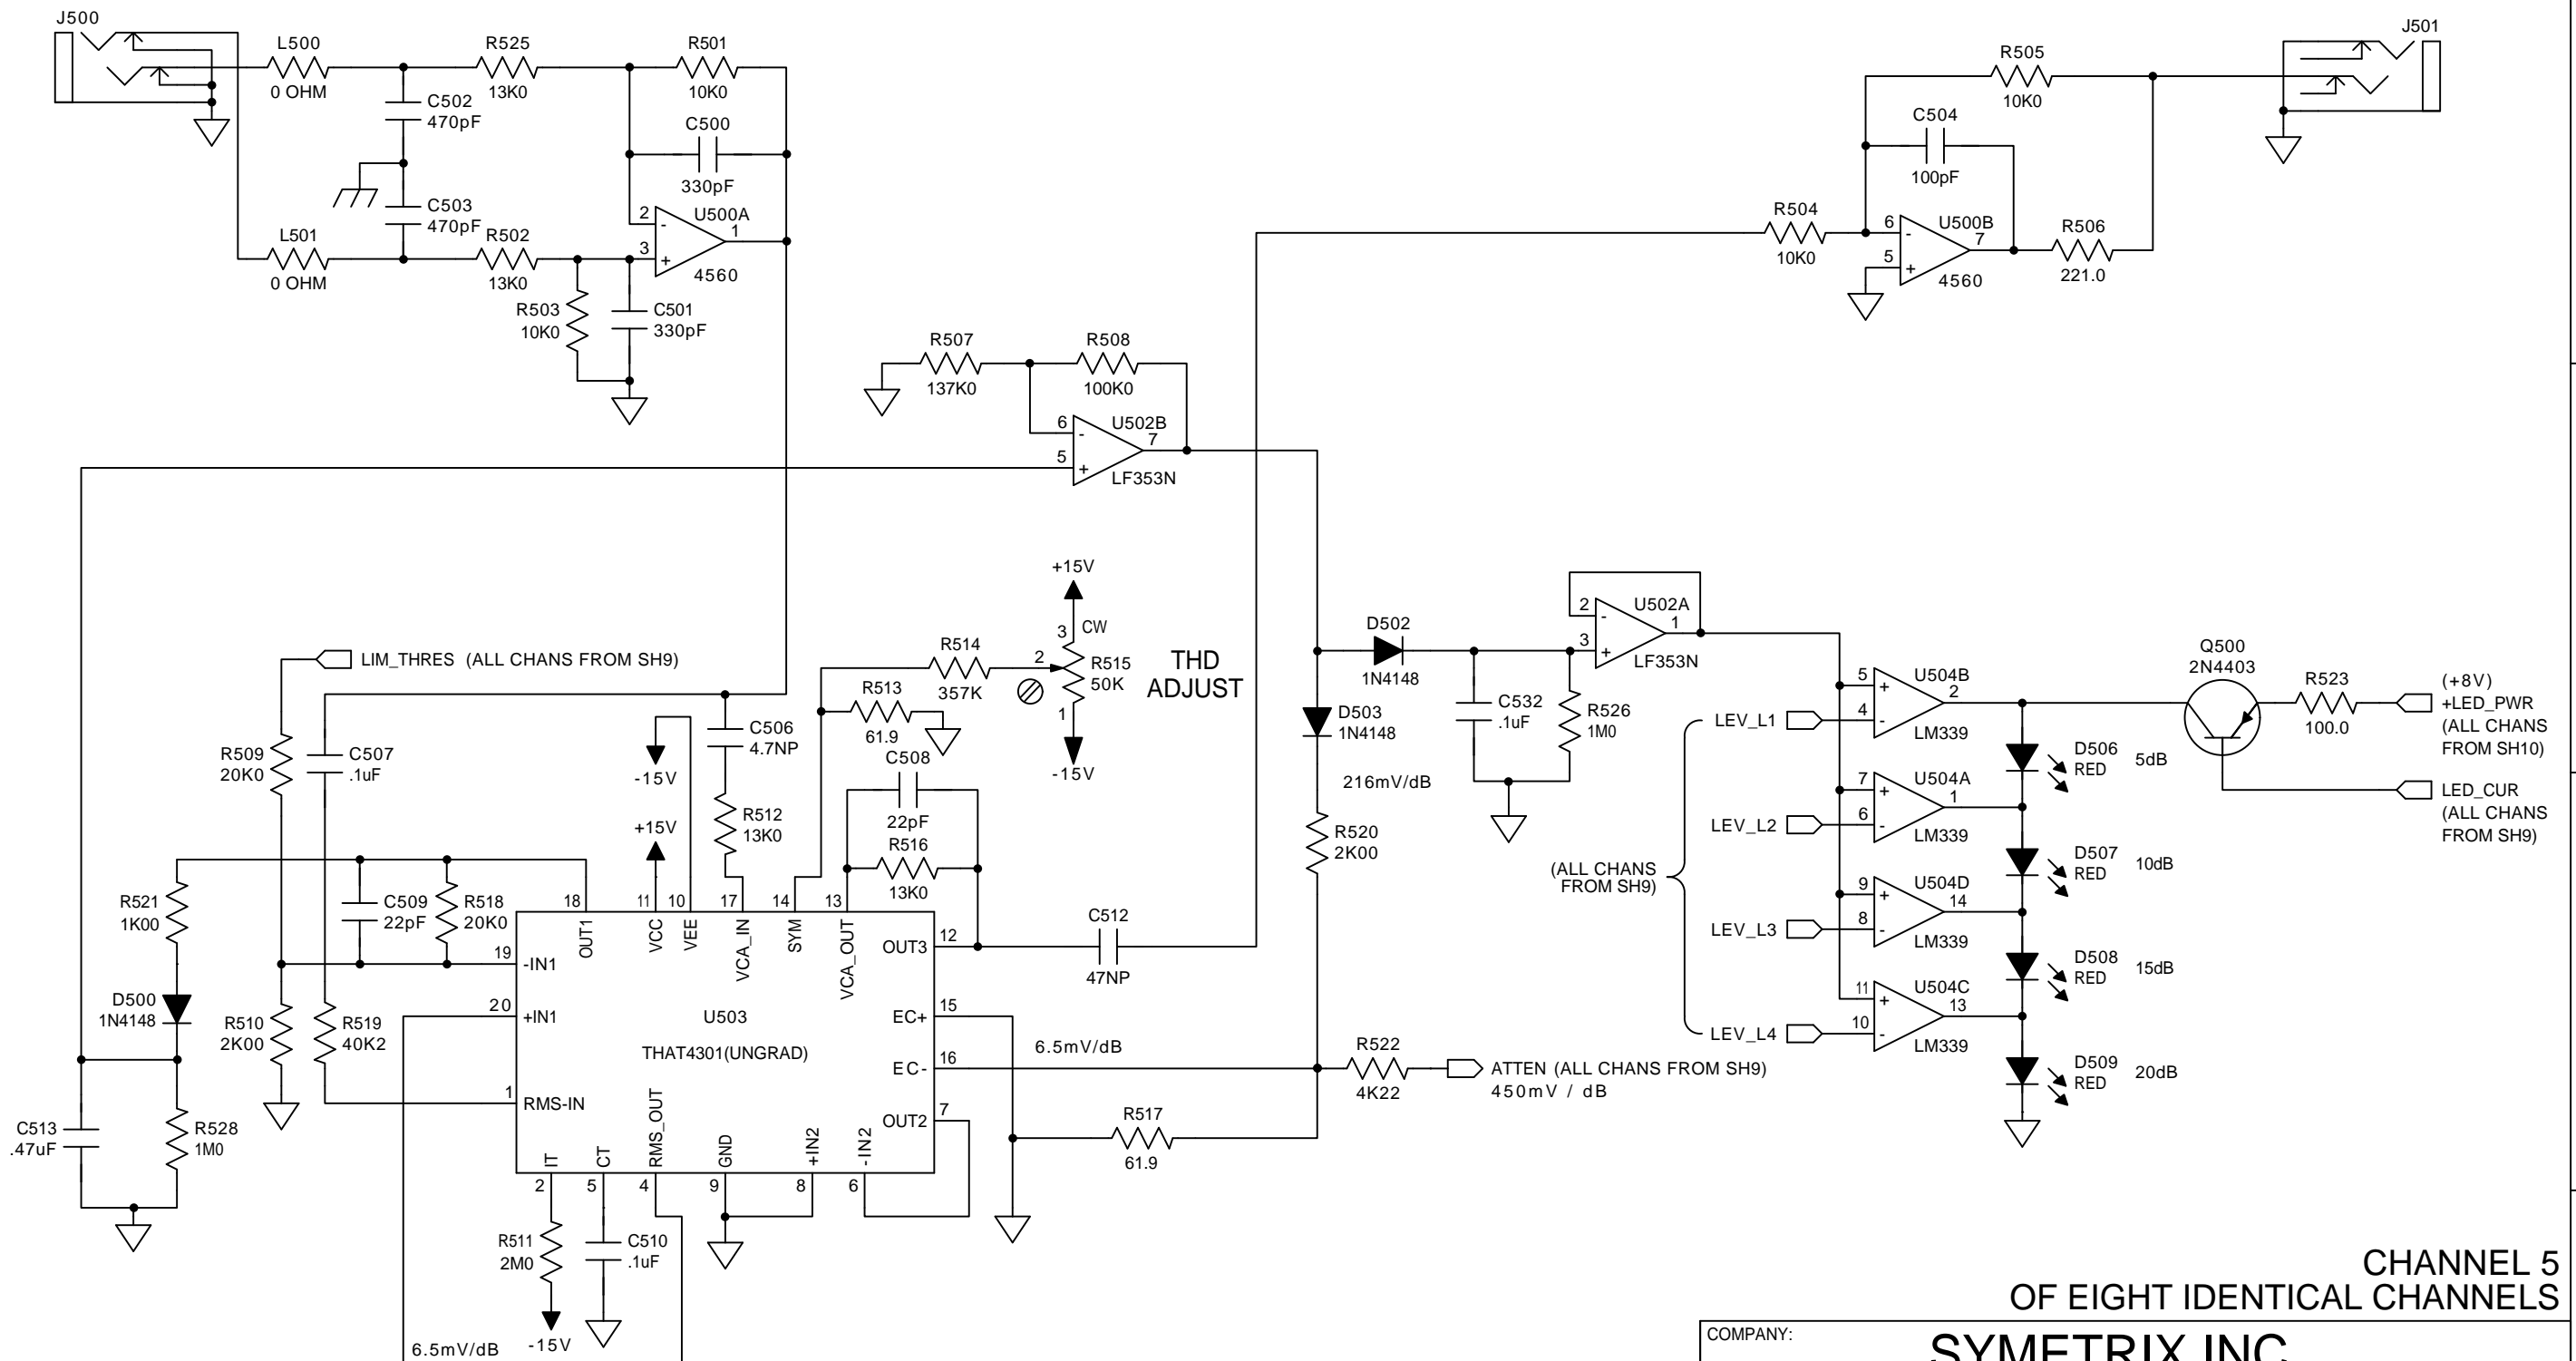 J500
L500
0 OHM
R525
13K0
R501
10K0
C502
470pF
C500
330pF
C503
470pF
L501
0 OHM
R502
13K0
2
-
3
+
U500A
1
4560
R503
10K0
C501
330pF
J501
R505
10K0
C504
100pF
R504
10K0
6
-
5
+
U500B
7
4560
R506
221.0
R507
137K0
R508
100K0
6
-
5
+
U502B
7
LF353N
+15V
3
CW
2
R515
50K
1
-15V
THD
ADJUST
R514
357K
R513
61.9
LIM_THRES (ALL CHANS FROM SH9)
R509
20K0
C507
.1uF
C506
4.7NP
-15V
+15V
R512
13K0
C508
22pF
R516
13K0
R521
1K00
C509
22pF
R518
20K0
D500
1N4148
R510
2K00
R519
40K2
C513
.47uF
R528
1M0
18
11
10
17
14
13
OUT1
VCC
VEE
VCA_IN
SYM
VCA_OUT
19
-IN1
20
+IN1
1
RMS-IN
U503
THAT4301(UNGRAD)
OUT3
12
EC+
15
EC-
16
OUT2
7
IT
CT
RMS_OUT
GND
+IN2
-IN2
2
5
4
9
8
6
R511
2M0
-15V
C510
.1uF
6.5mV/dB
C512
47NP
6.5mV/dB
R517
61.9
R522
4K22
ATTEN (ALL CHANS FROM SH9)
450mV / dB
D502
1N4148
D503
1N4148
216mV/dB
R520
2K00
C532
.1uF
R526
1M0
2
-
3
+
U502A
1
LF353N
LEV_L1
LEV_L2
LEV_L3
LEV_L4
(ALL CHANS
FROM SH9)
5
+
4
-
U504B
2
LM339
7
+
6
-
U504A
1
LM339
9
+
8
-
U504D
14
LM339
11
+
10
-
U504C
13
LM339
D506
RED
5dB
D507
RED
10dB
D508
RED
15dB
D509
RED
20dB
Q500
2N4403
R523
100.0
(+8V)
+LED_PWR
(ALL CHANS
FROM SH10)
LED_CUR
(ALL CHANS
FROM SH9)
CHANNEL 5
OF EIGHT IDENTICAL CHANNELS
COMPANY:
SYMETRIX INC